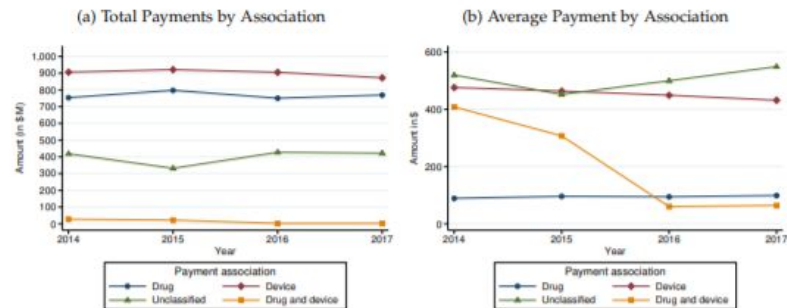 (a) Total Payments by Association
1,000
900
800
700
600
500
400
300
200
100
0
Amount (in $ M)
2014 2015 2016 2017
Year
Payment association
Drug Device
Unclassified Drug and device
(b) Average Payment by Association
600
400
200
0
Amount in $
2014 2015 2016 2017
Year
Payment association
Drug Device
Unclassified Drug and device